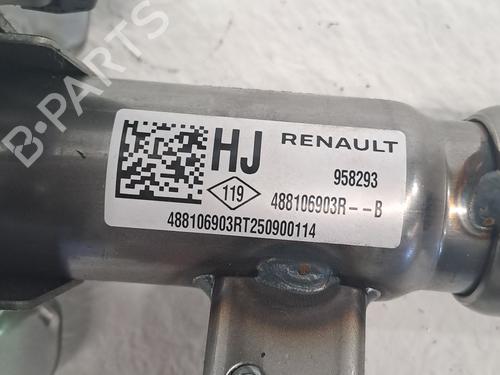 B-PARTS
HJ RENAULT
958293
119 488106903R--B
488106903RT250900114